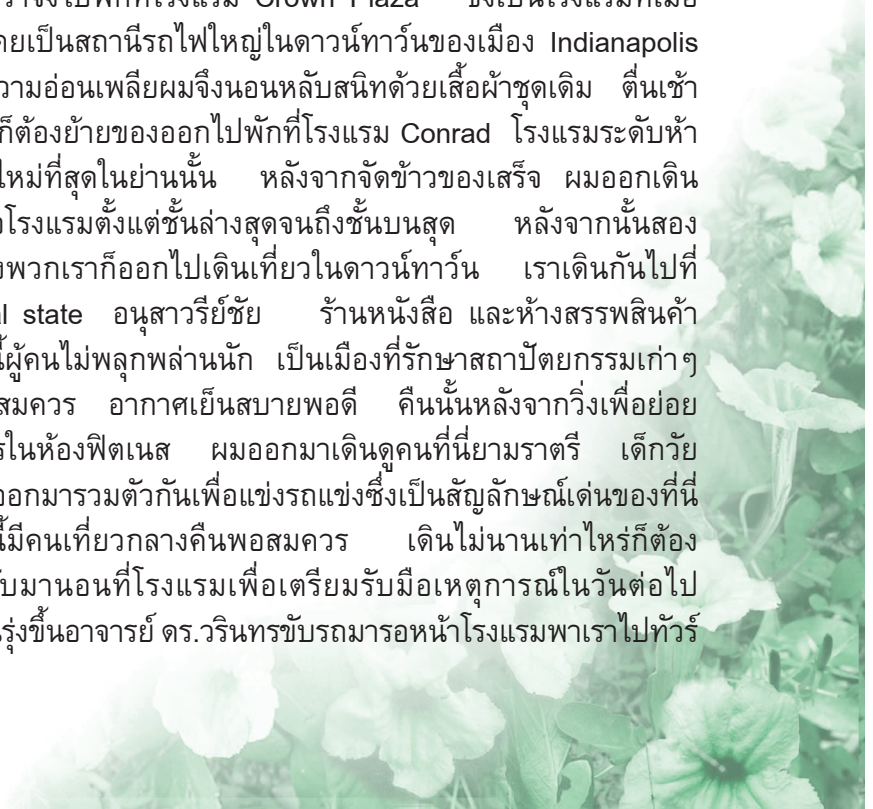 Crown Plaza ซึ่งเป็นโรงแรมที่เมื่อ
คยเป็นสถานีรถไฟใหญ่ในดาวน์ทาว์นของเมือง Indianapolis
วามอ่อนเพลียผมจึงนอนหลับสนิทด้วยเสื้อผ้าชุดเดิม ตื่นเช้า
ก็ต้องย้ายของออกไปพักที่โรงแรม Conrad โรงแรมระดับห้า
ใหม่ที่สุดในย่านนั้น หลังจากจัดข้าวของเสร็จ ผมออกเดิน
โรงแรมตั้งแต่ชั้นล่างสุดจนถึงชั้นบนสุด หลังจากนั้นสอง
พวกเราก็ออกไปเดินเที่ยวในดาวน์ทาว์น เราเดินกันไปที่
state อนุสาวรีย์ชัย ร้านหนังสือ และห้างสรรพสินค้า
ผู้คนไม่พลุกพล่านนัก เป็นเมืองที่รักษาสถาปัตยกรรมเก่าๆ
สมควร อากาศเย็นสบายพอดี คืนนั้นหลังจากวิ่งเพื่อย่อย
ในห้องฟิตเนส ผมออกมาเดินดูคนที่นี่ยามราตรี เด็กวัย
ออกมารวมตัวกันเพื่อแข่งรถแข่งซึ่งเป็นสัญลักษณ์เด่นของที่นี่
มีคนเที่ยวกลางคืนพอสมควร เดินไม่นานเท่าไหร่ก็ต้อง
ับมานอนที่โรงแรมเพื่อเตรียมรับมือเหตุการณ์ในวันต่อไป
รุ่งขึ้นอาจารย์ ดร.วรินทรขับรถมารอหน้าโรงแรมพาเราไปทัวร์